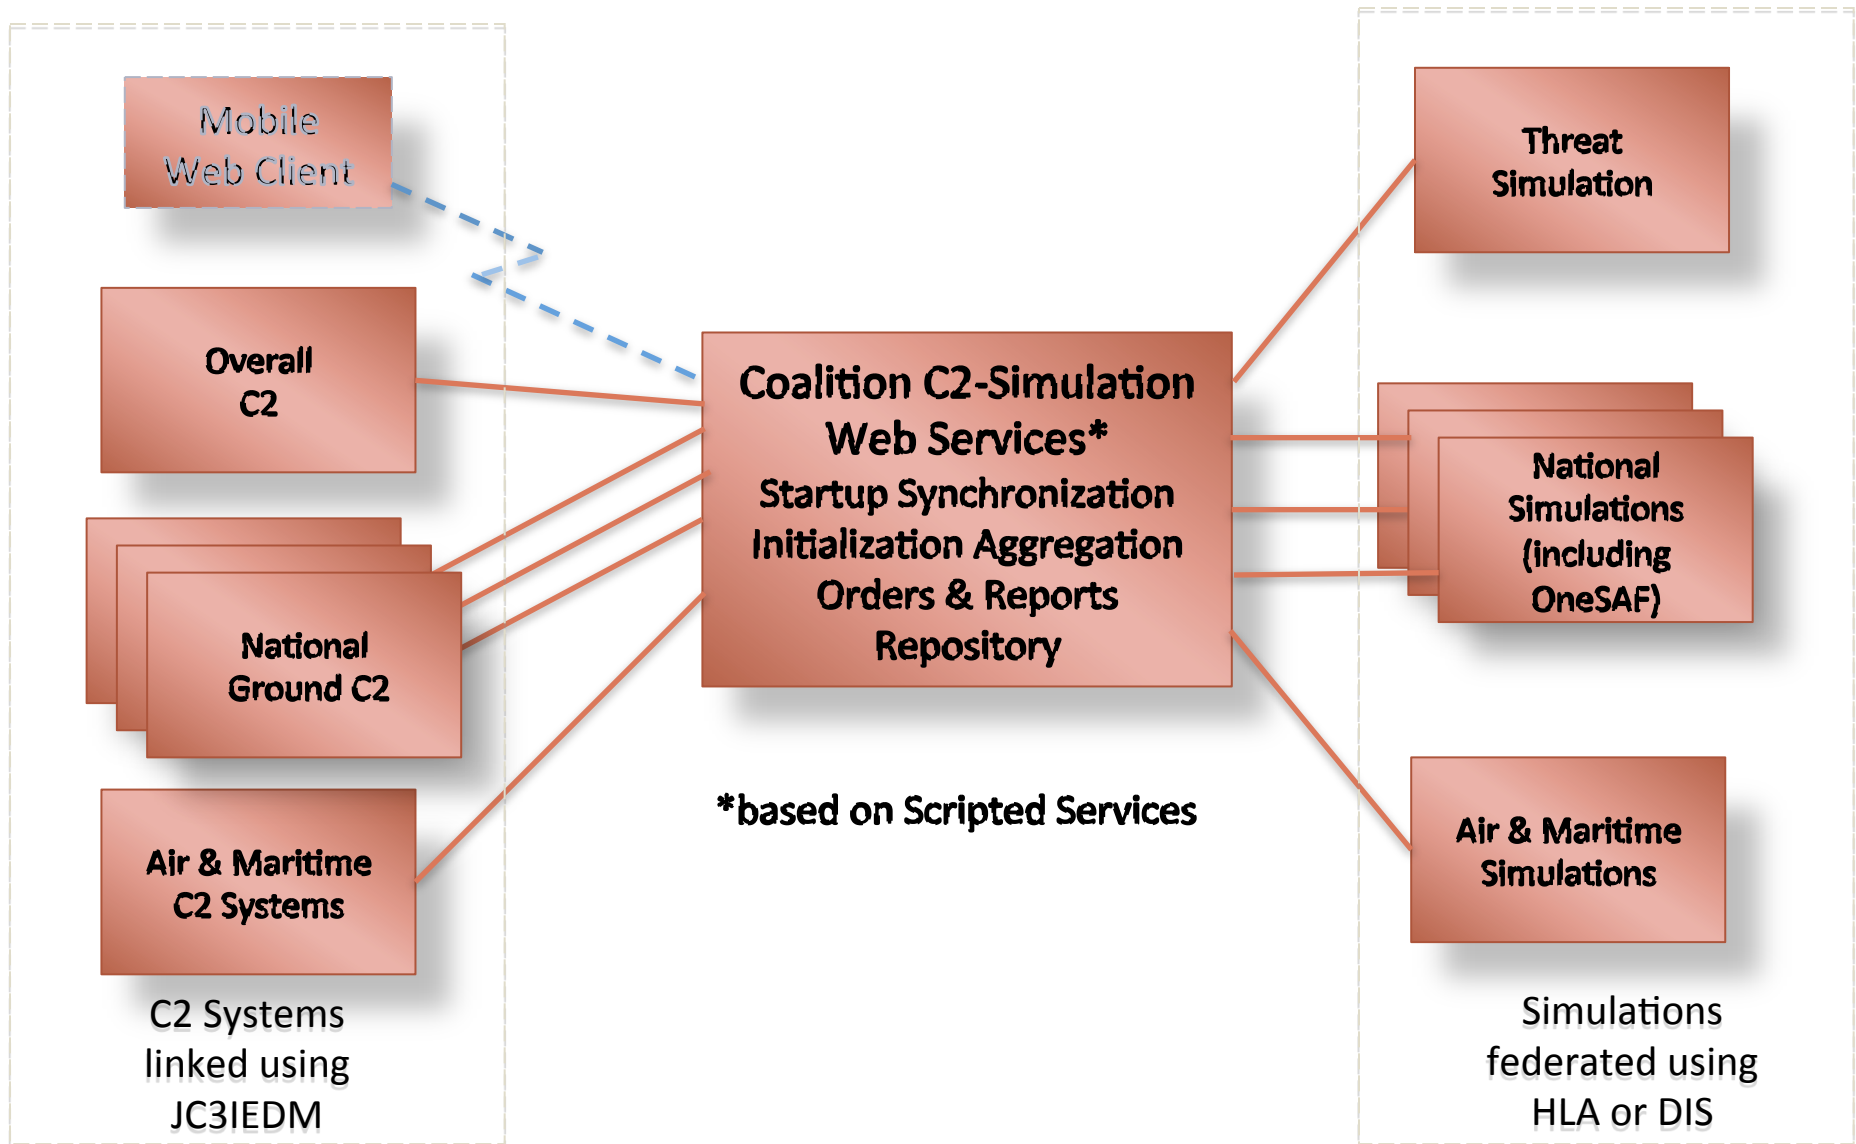 Mobile
Web Client
Overall
C2
National
Ground C2
Air & Maritime
C2 Systems
C2 Systems
linked using
JC3IEDM
Coalition C2-Simulation
Web Services*
Startup Synchronization
Initialization Aggregation
Orders & Reports
Repository
*based on Scripted Services
Threat
Simulation
National
Simulations
(including
OneSAF)
Air & Maritime
Simulations
Simulations
federated using
HLA or DIS